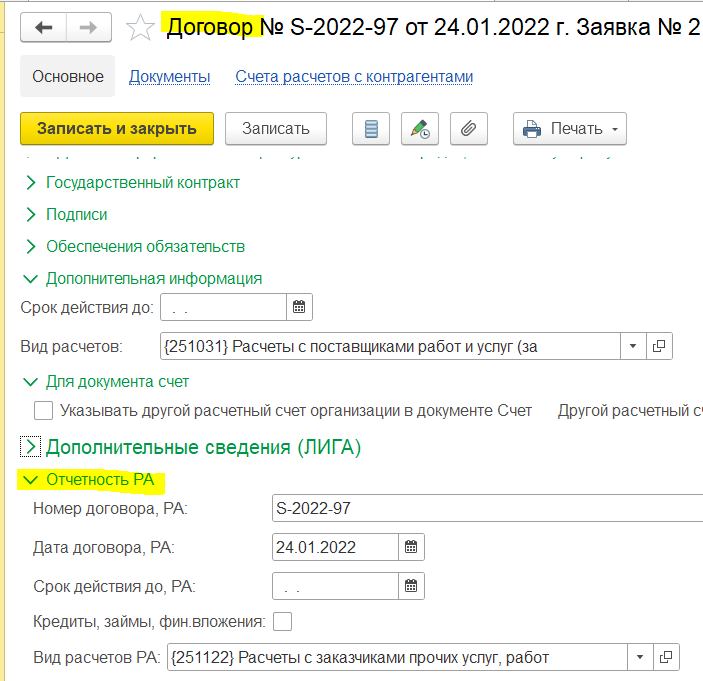 Договор № S-2022-97 от 24.01.2022 г. Заявка № 2
Основное Документы Счета расчетов с контрагентами
Записать и закрыть Записать Печать
Государственный контракт
Подписи
Обеспечения обязательств
Дополнительная информация
Срок действия до: . .
Вид расчетов: {251031} Расчеты с поставщиками работ и услуг (за
Для документа счет
Указывать другой расчетный счет организации в документе Счет Другой расчетный сч
Дополнительные сведения (ЛИГА)
Отчетность РА
Номер договора, РА: S-2022-97
Дата договора, РА: 24.01.2022
Срок действия до, РА: . .
Кредиты, займы, фин.вложения:
Вид расчетов РА: {251122} Расчеты с заказчиками прочих услуг, работ